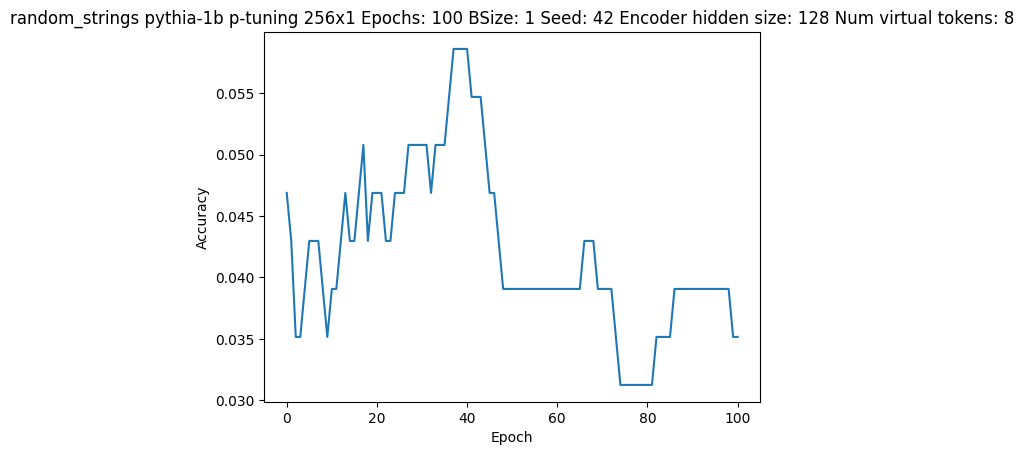 random_strings pythia-1b p-tuning 256x1 Epochs: 100 BSize: 1 Seed: 42 Encoder hidden size: 128 Num virtual tokens: 8
0.055
0.050
0.045
0.040
0.035
0.030
Accuracy
0 20 40 60 80 100
Epoch